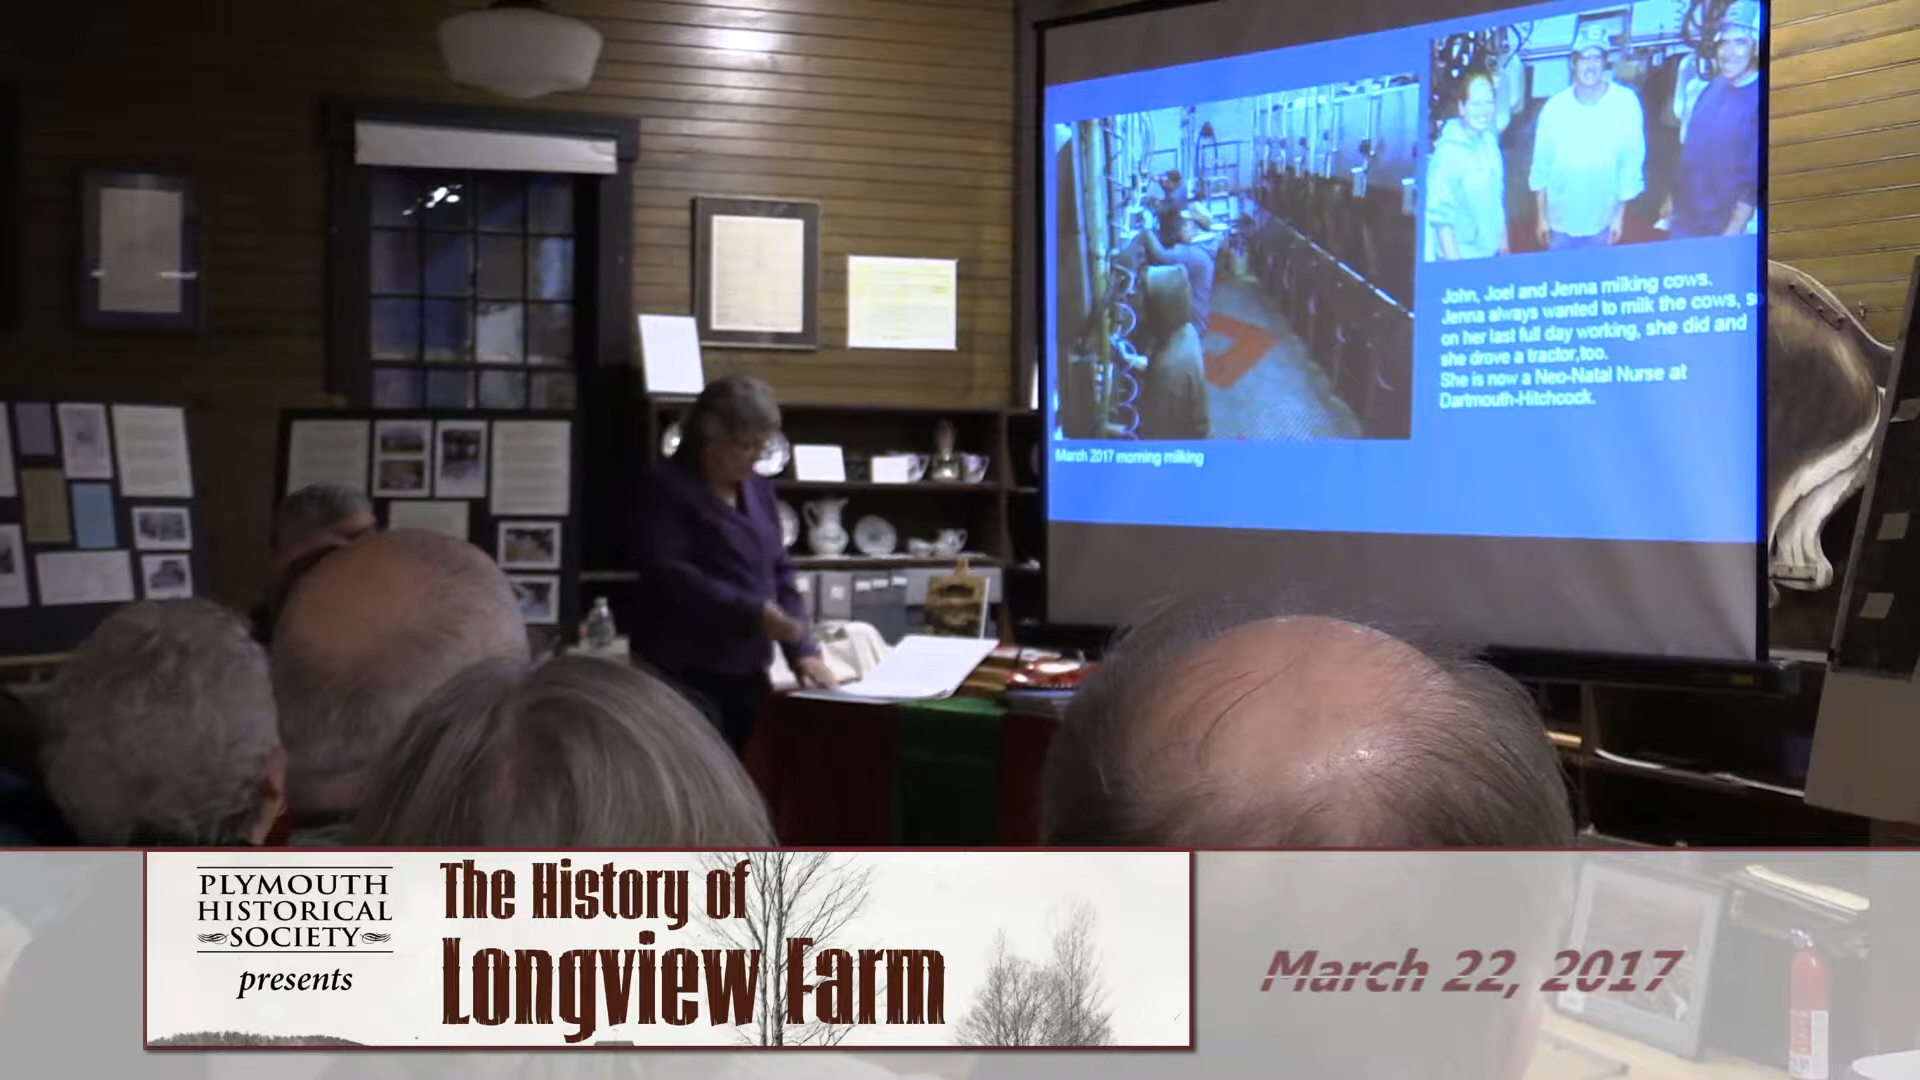 John, Joel and Jenna milking cows.
Jenna always wanted to milk the cows, so
on her last full day working, she did and
she drove a tractor,too.
She is now a Neo-Natal Nurse at
Dartmouth-Hitchcock.
March 2017 morning milking
PLYMOUTH
HISTORICAL
SOCIETY
presents
The History of
Longview Farm
March 22, 2017